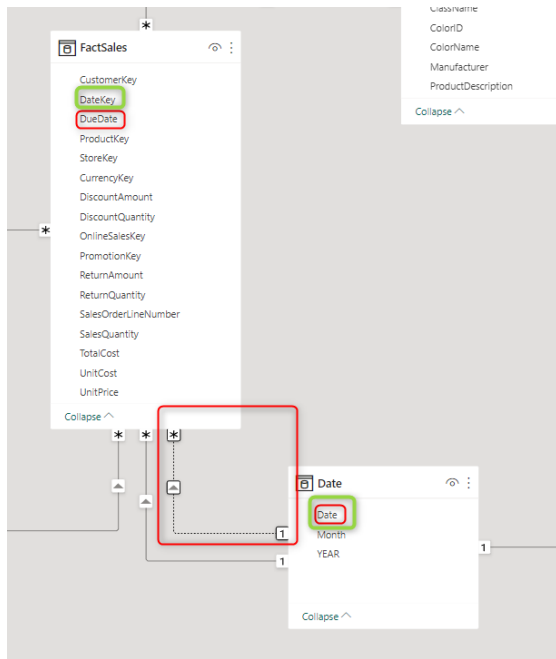 ClassName
ColorID
ColorName
Manufacturer
ProductDescription
Collapse
*
FactSales
CustomerKey
DateKey
DueDate
ProductKey
StoreKey
CurrencyKey
DiscountAmount
DiscountQuantity
OnlineSalesKey
PromotionKey
ReturnAmount
ReturnQuantity
SalesOrderLineNumber
SalesQuantity
TotalCost
UnitCost
UnitPrice
Collapse
*
* * *
Date
Date
Month
YEAR
Collapse
1
1
1